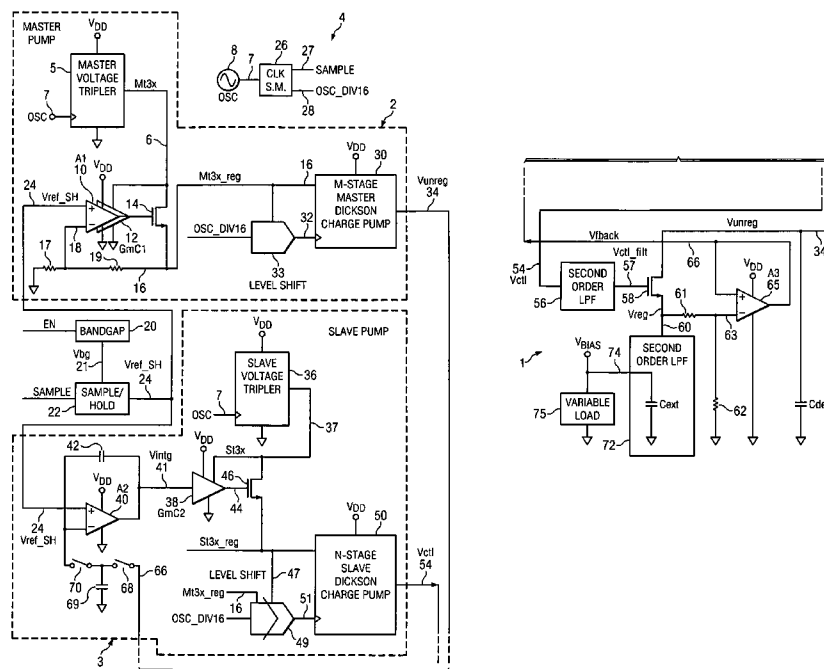 MASTER PUMP
VDD
5
MASTER VOLTAGE TRIPLER
Mt3x
7
OSC
6
8
OSC
7
26
CLK S.M.
27
SAMPLE
OSC_DIV16
28
4
2
24
Vref_SH
A1
10
VDD
14
12
GmC1
18
17
19
16
Mt3x_reg
16
OSC_DIV16
32
33
LEVEL SHIFT
VDD
30
M-STAGE MASTER DICKSON CHARGE PUMP
Vunreg
34
EN
BANDGAP
20
Vbg
21
Vref_SH
24
SAMPLE
SAMPLE/HOLD
22
SLAVE PUMP
VDD
SLAVE VOLTAGE TRIPLER
36
7
OSC
37
42
Vintg
41
VDD
St3x
46
38
GmC2
44
VDD
A2
40
24
Vref_SH
70
68
69
66
St3x_reg
LEVEL SHIFT
47
Mt3x_reg
16
OSC_DIV16
49
51
VDD
50
N-STAGE SLAVE DICKSON CHARGE PUMP
Vctl
54
3
Vunreg
34
Vfback
66
54
Vctl
56
SECOND ORDER LPF
Vctl_filt
57
58
Vreg
60
61
VDD
A3
65
63
1
VBIAS
74
75
VARIABLE LOAD
SECOND ORDER LPF
Cext
72
62
Cde